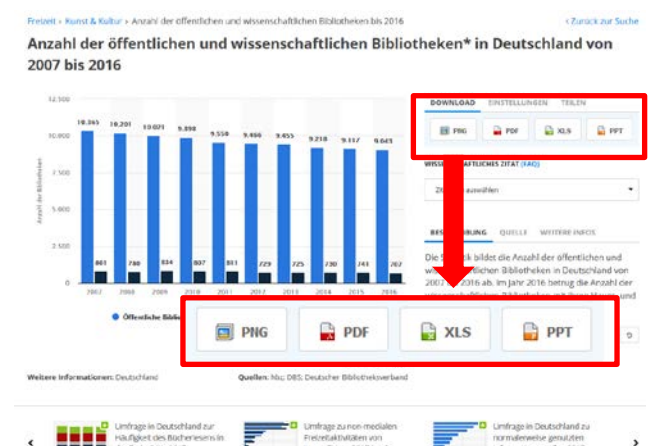 Freizeit › Kunst & Kultur › Anzahl der öffentlichen und wissenschaftlichen Bibliotheken bis 2016
‹ Zurück zur Suche
Anzahl der öffentlichen und wissenschaftlichen Bibliotheken* in Deutschland von
2007 bis 2016
DOWNLOAD EINSTELLUNGEN TEILEN
PNG PDF XLS PPT
WISSENSCHAFTLICHES ZITAT (FAQ)
auswählen
QUELLE WEITERE INFOS
Die bildet die Anzahl der öffentlichen und
Bibliotheken in Deutschland von
2007 2016 ab. Im Jahr 2016 betrug die Anzahl der
12.500
10.000
7.500
5.000
2.500
0
Anzahl der Bibliotheken
10.365 10.201 10.021 9.898 9.550 9.466 9.455 9.218 9.117 9.043
861 780 834 807 811 729 725 730 743 762
2007 2008 2009 2010 2011 2012 2013 2014 2015 2016
Öffentliche
PNG PDF XLS PPT
Weitere Informationen: Deutschland
Quellen: hbz; DBS; Deutscher Bibliotheksverband
Umfrage in Deutschland zur
Häufigkeit des Bücherlesens in
Umfrage zu non-medialen
Freizeitaktivitäten von
Umfrage in Deutschland zu
normalerweise genutzten